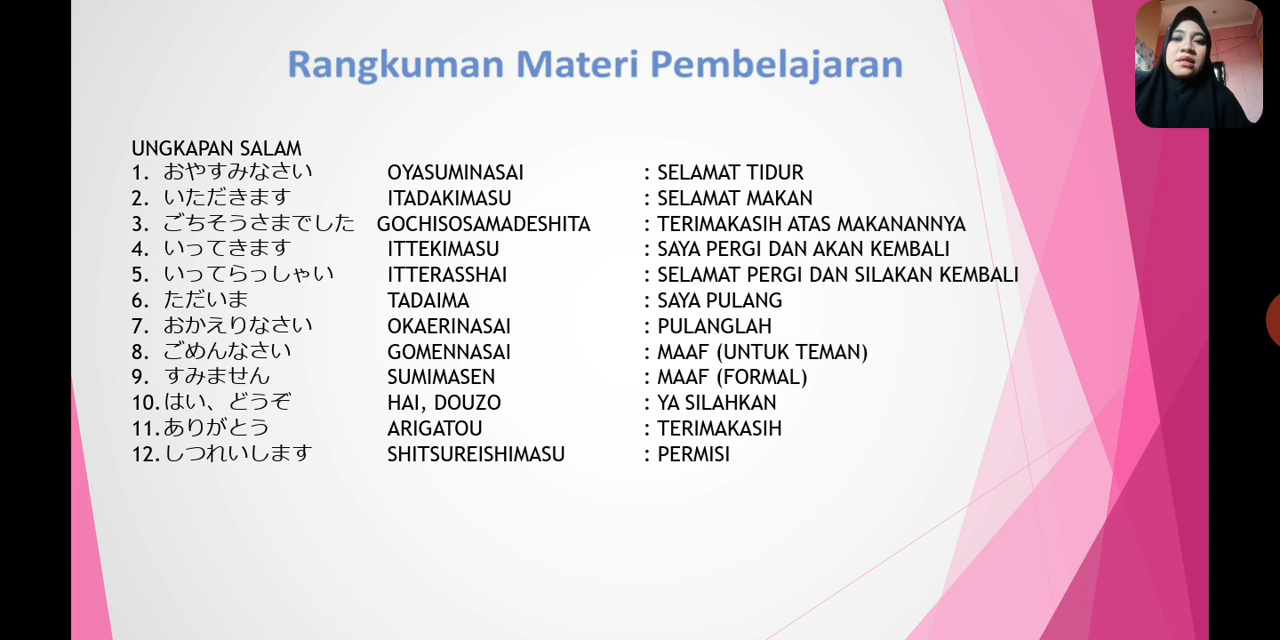 Rangkuman Materi Pembelajaran
UNGKAPAN SALAM
1. おやすみなさい OYASUMINASAI : SELAMAT TIDUR
2. いただきます ITADAKIMASU : SELAMAT MAKAN
3. ごちそうさまでした GOCHISOSAMADESHITA : TERIMAKASIH ATAS MAKANANNYA
4. いってきます ITTEKIMASU : SAYA PERGI DAN AKAN KEMBALI
5. いってらっしゃい ITTERASSHAI : SELAMAT PERGI DAN SILAKAN KEMBALI
6. ただいま TADAIMA : SAYA PULANG
7. おかえりなさい OKAERINASAI : PULANGLAH
8. ごめんなさい GOMENNASAI : MAAF (UNTUK TEMAN)
9. すみません SUMIMASEN : MAAF (FORMAL)
10. はい、どうぞ HAI, DOUZO : YA SILAHKAN
11. ありがとう ARIGATOU : TERIMAKASIH
12. しつれいします SHITSUREISHIMASU : PERMISI